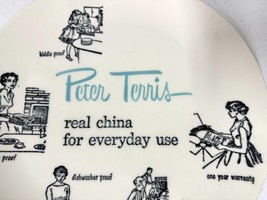 kiddie proof
Peter Terris
real china
for everyday use
proof
dishwasher proof
one year warranty